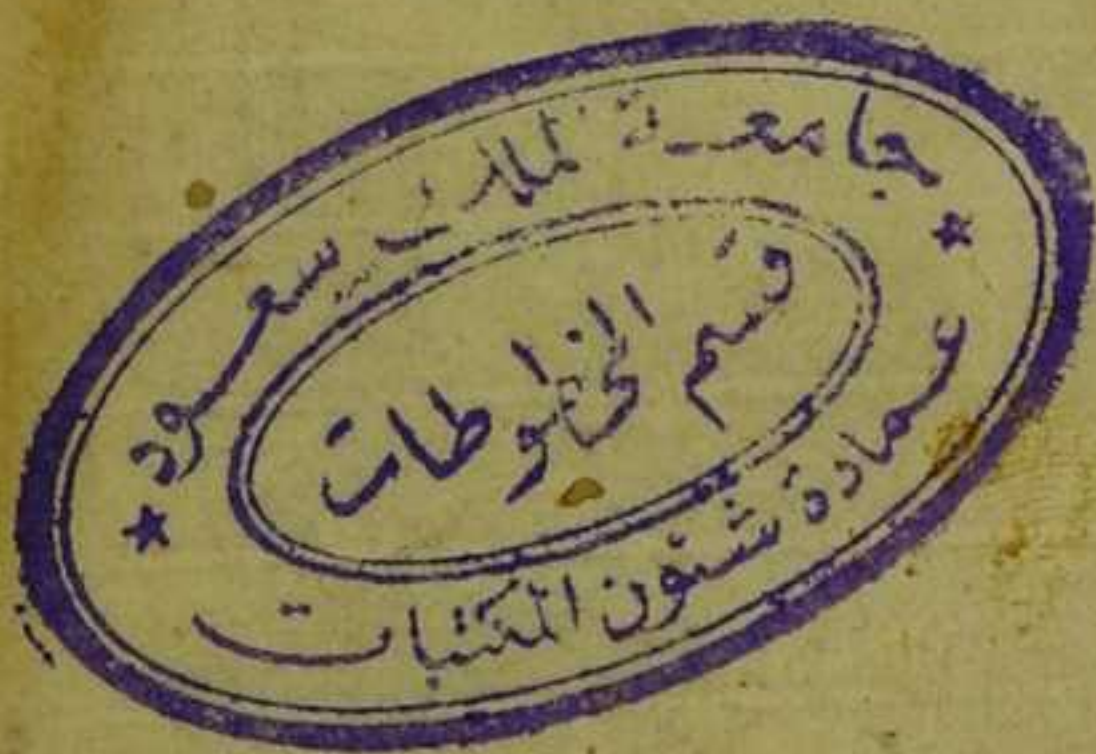 جامعة الملك سعود
قسم المخطوطات
عمادة شئون المكتبات